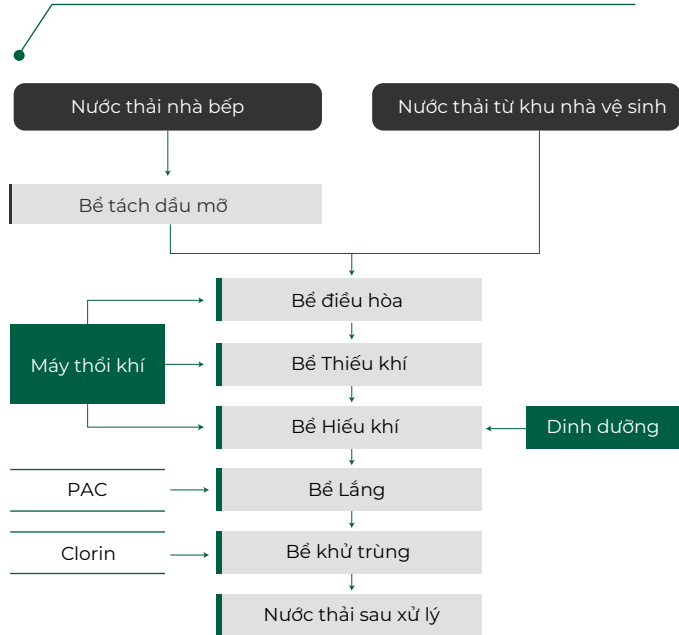 Nước thải nhà bếp
Nước thải từ khu nhà vệ sinh
Bể tách dầu mỡ
Bể điều hòa
Máy thổi khí
Bể Thiếu khí
Bể Hiếu khí
Dinh dưỡng
PAC
Bể Lắng
Clorin
Bể khử trùng
Nước thải sau xử lý